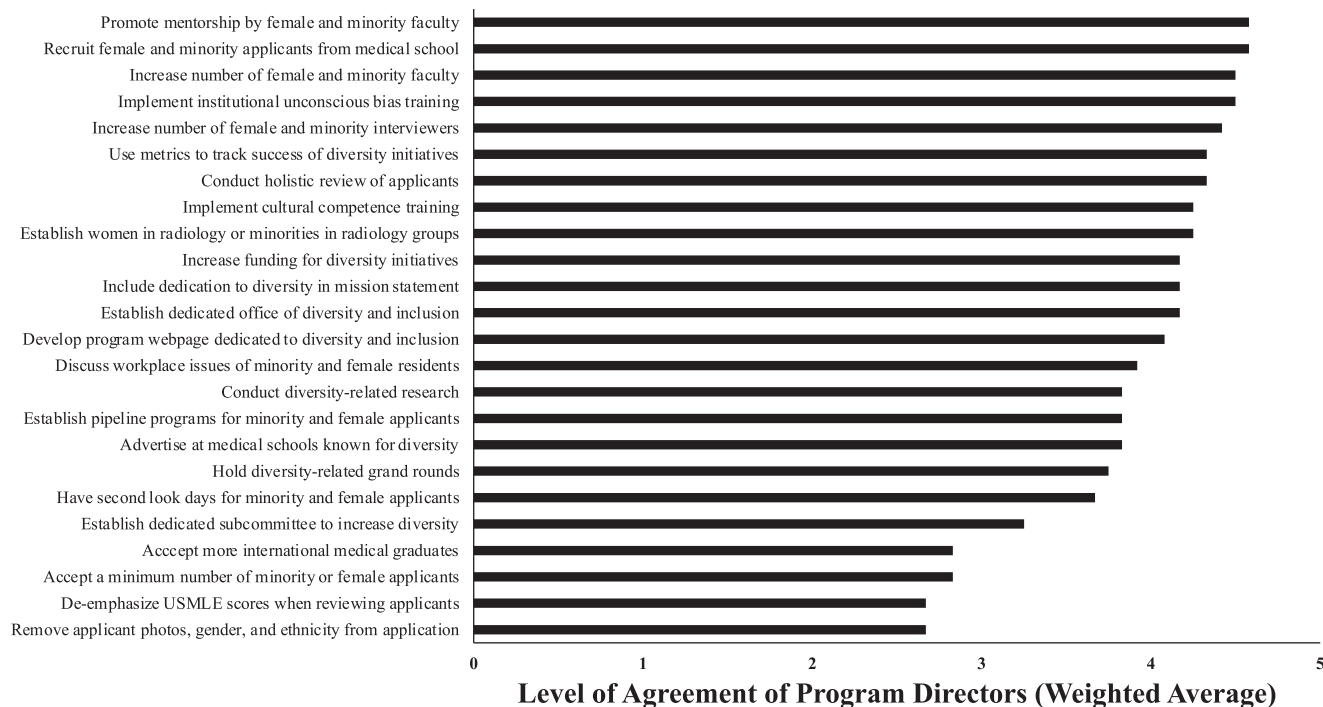 Promote mentorship by female and minority faculty
Recruit female and minority applicants from medical school
Increase number of female and minority faculty
Implement institutional unconscious bias training
Increase number of female and minority interviewers
Use metrics to track success of diversity initiatives
Conduct holistic review of applicants
Implement cultural competence training
Establish women in radiology or minorities in radiology groups
Increase funding for diversity initiatives
Include dedication to diversity in mission statement
Establish dedicated office of diversity and inclusion
Develop program webpage dedicated to diversity and inclusion
Discuss workplace issues of minority and female residents
Conduct diversity-related research
Establish pipeline programs for minority and female applicants
Advertise at medical schools known for diversity
Hold diversity-related grand rounds
Have second look days for minority and female applicants
Establish dedicated subcommittee to increase diversity
Acccept more international medical graduates
Accept a minimum number of minority or female applicants
De-emphasize USMLE scores when reviewing applicants
Remove applicant photos, gender, and ethnicity from application
0 1 2 3 4 5
Level of Agreement of Program Directors (Weighted Average)